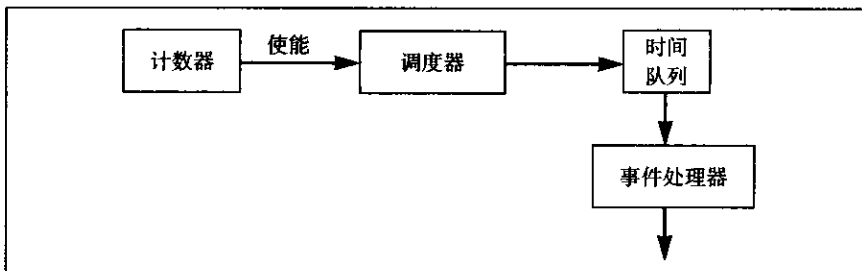 使能
计数器
调度器
时间
队列
事件处理器